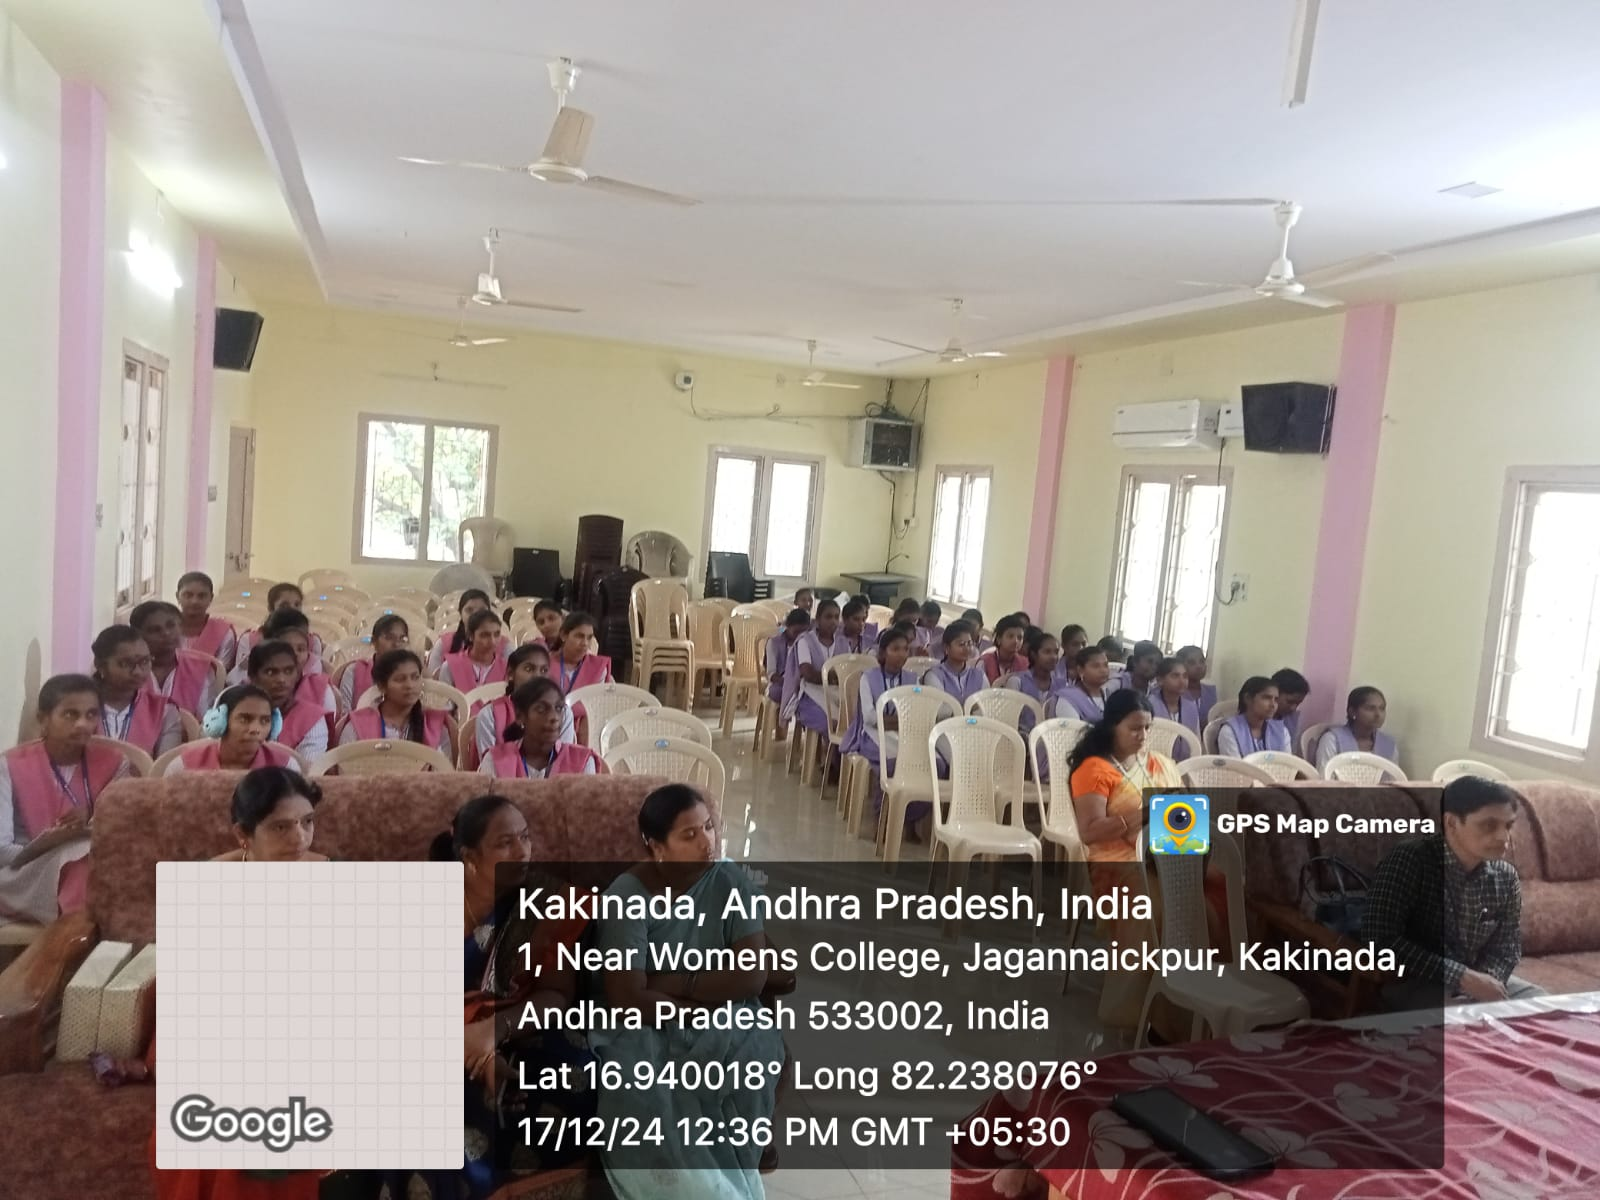 GPS Map Camera
Kakinada, Andhra Pradesh, India
1, Near Womens College, Jagannaickpur, Kakinada,
Andhra Pradesh 533002, India
Lat 16.940018° Long 82.238076°
17/12/24 12:36 PM GMT +05:30
Google